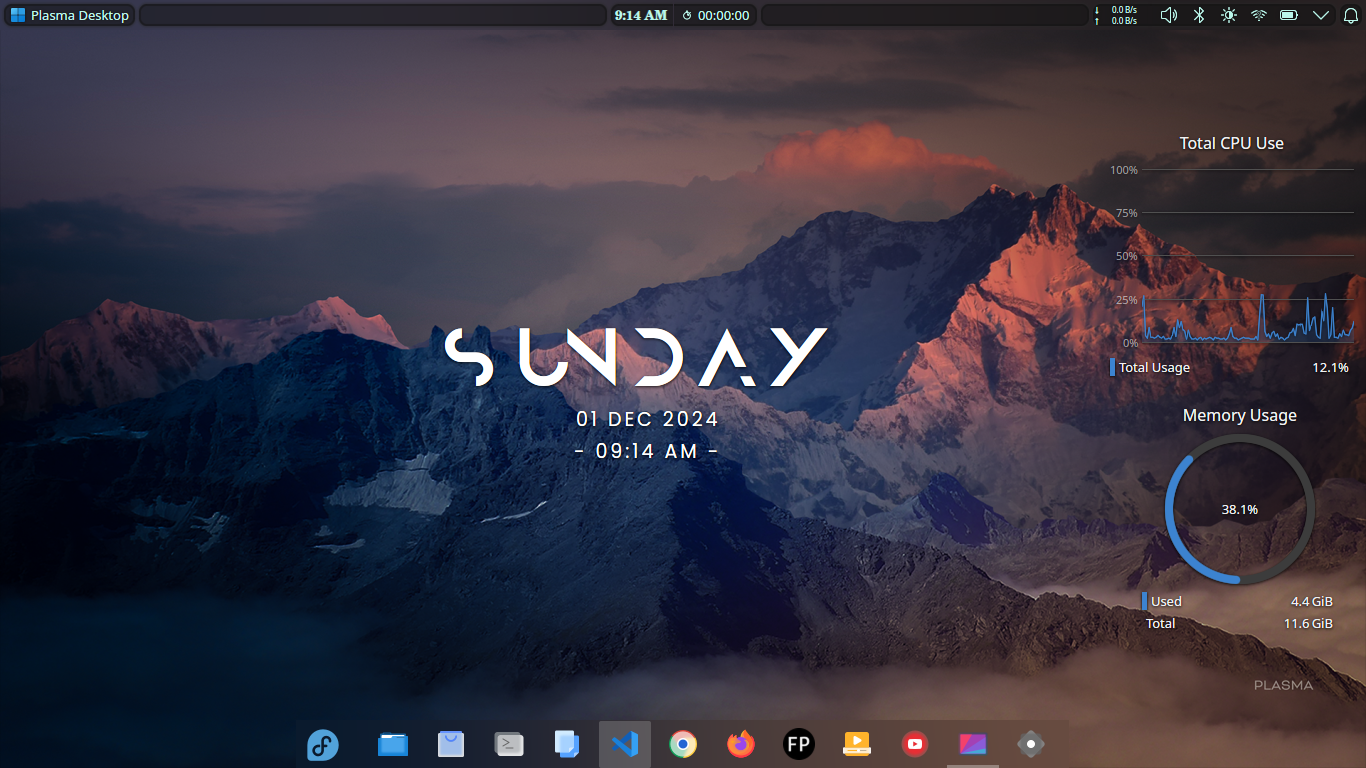 Plasma Desktop
9:14 AM
00:00:00
↓ 0.0 B/s
↑ 0.0 B/s
Total CPU Use
100%
75%
50%
25%
0%
Total Usage 12.1%
SUNDAY
01 DEC 2024
- 09:14 AM -
Memory Usage
38.1%
Used 4.4 GiB
Total 11.6 GiB
PLASMA
>_
FP